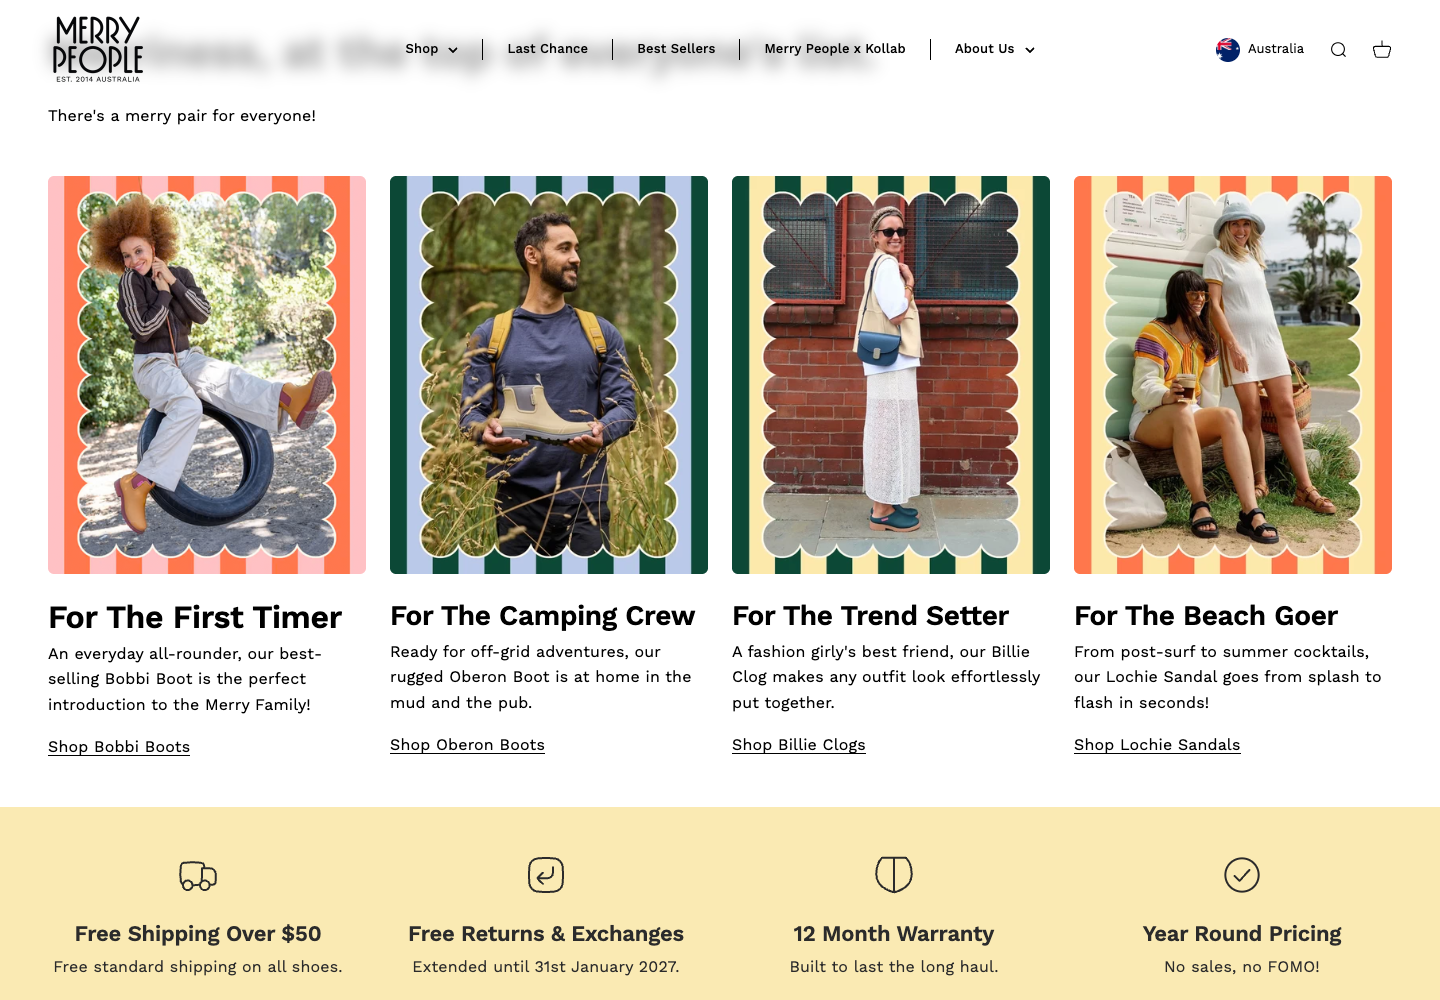 MERRY
PEOPLE
EST. 2014 AUSTRALIA
Shop
Last Chance
Best Sellers
Merry People x Kollab
About Us
Australia
There's a merry pair for everyone!
For The First Timer
An everyday all-rounder, our best-
selling Bobbi Boot is the perfect
introduction to the Merry Family!
Shop Bobbi Boots
For The Camping Crew
Ready for off-grid adventures, our
rugged Oberon Boot is at home in the
mud and the pub.
Shop Oberon Boots
For The Trend Setter
A fashion girly's best friend, our Billie
Clog makes any outfit look effortlessly
put together.
Shop Billie Clogs
For The Beach Goer
From post-surf to summer cocktails,
our Lochie Sandal goes from splash to
flash in seconds!
Shop Lochie Sandals
Free Shipping Over $50
Free standard shipping on all shoes.
Free Returns & Exchanges
Extended until 31st January 2027.
12 Month Warranty
Built to last the long haul.
Year Round Pricing
No sales, no FOMO!